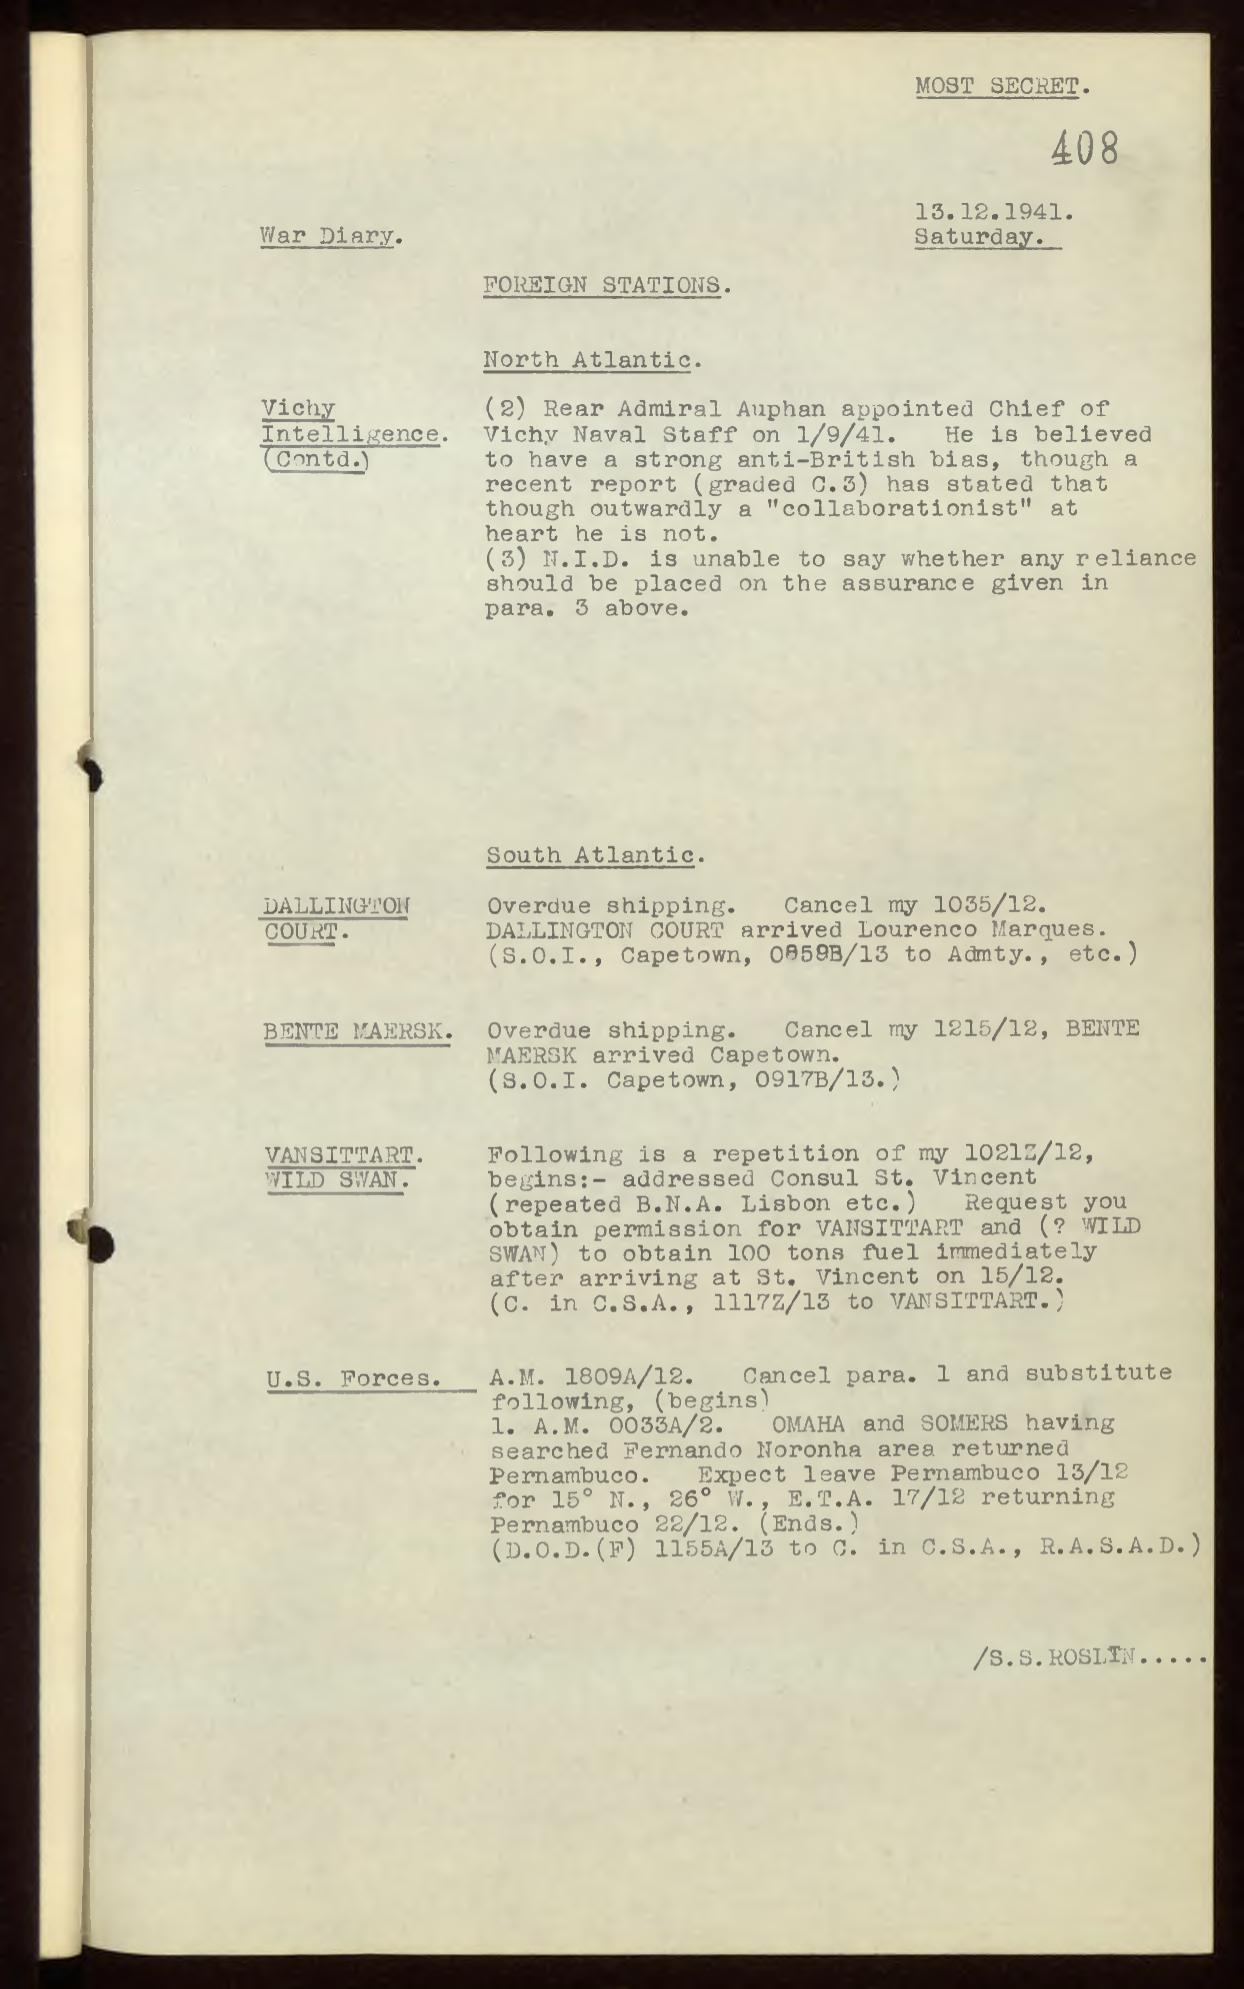 MOST SECRET.
408
13.12.1941.
War Diary.
Saturday.
FOREIGN STATIONS.
North Atlantic.
Vichy
Intelligence.
(Contd.)
(2) Rear Admiral Auphan appointed Chief of
Vichy Naval Staff on 1/9/41. He is believed
to have a strong anti-British bias, though a
recent report (graded C.3) has stated that
though outwardly a "collaborationist" at
heart he is not.
(3) N.I.D. is unable to say whether any reliance
should be placed on the assurance given in
para. 3 above.
South Atlantic.
DALLINGTON
COURT.
Overdue shipping. Cancel my 1035/12.
DALLINGTON COURT arrived Lourenco Marques.
(S.O.I., Capetown, 0859B/13 to Admty., etc.)
BENTE MAERSK.
Overdue shipping. Cancel my 1215/12, BENTE
MAERSK arrived Capetown.
(S.O.I. Capetown, 0917B/13.)
VANSITTART.
WILD SWAN.
Following is a repetition of my 1021Z/12,
begins:- addressed Consul St. Vincent
(repeated B.N.A. Lisbon etc.) Request you
obtain permission for VANSITTART and (? WILD
SWAN) to obtain 100 tons fuel immediately
after arriving at St. Vincent on 15/12.
(C. in C.S.A., 1117Z/13 to VANSITTART.)
U.S. Forces.
A.M. 1809A/12. Cancel para. 1 and substitute
following, (begins)
1. A.M. 0033A/2. OMAHA and SOMERS having
searched Fernando Noronha area returned
Pernambuco. Expect leave Pernambuco 13/12
for 15° N., 26° W., E.T.A. 17/12 returning
Pernambuco 22/12. (Ends.)
(D.O.D.(F) 1155A/13 to C. in C.S.A., R.A.S.A.D.)
/S.S.ROSLIN.....